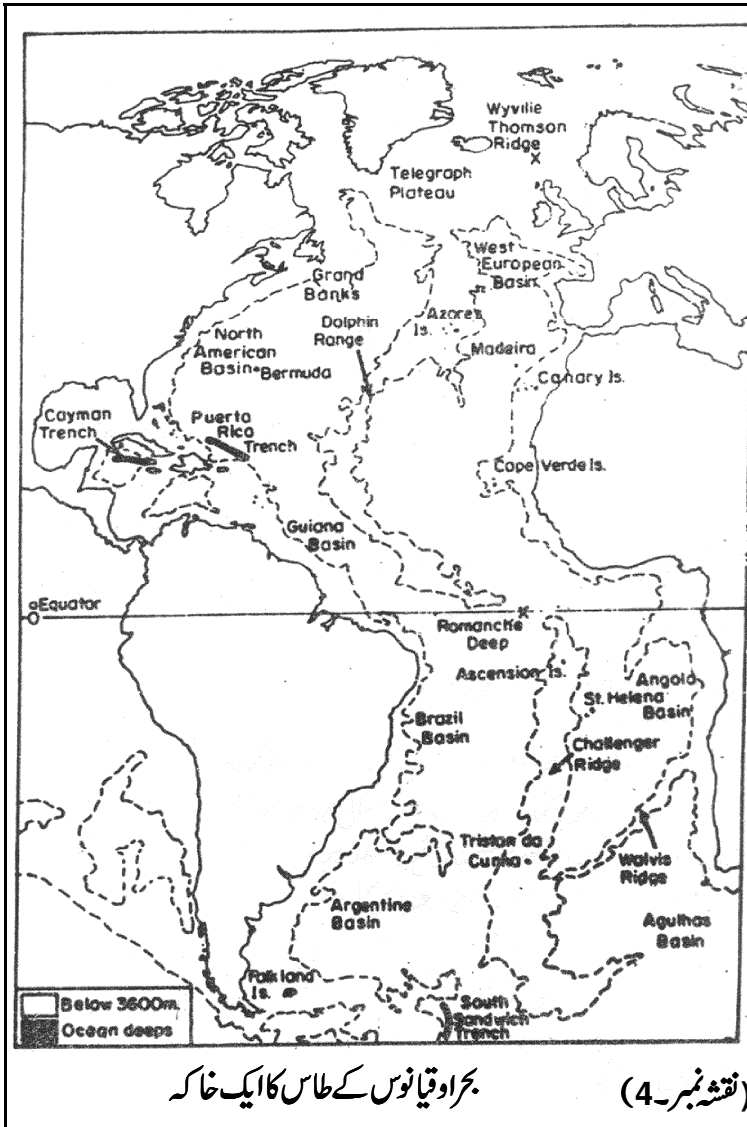 Wyville
Thomson
Ridge
Telegraph
Plateau
West
European
Basin
Grand
Banks
Azores
Is.
Dolphin
Range
North
American
Basin
Bermuda
Madeira
Canary Is.
Cayman
Trench
Puerta
Rico
Trench
Cape Verde Is.
Guiana
Basin
Equator
0
Romanche
Deep
Ascension Is.
Angola
Basin
St. Helena
Brazil
Basin
Challenger
Ridge
Tristan da
Cunha
Walvis
Ridge
Argentine
Basin
Agulhas
Basin
Falkland
Is.
South
Sandwich
Trench
Below 3600m.
Ocean deeps
(نقشہ نمبر۔4) بحر اوقیانوس کے طاس کا ایک خاکہ